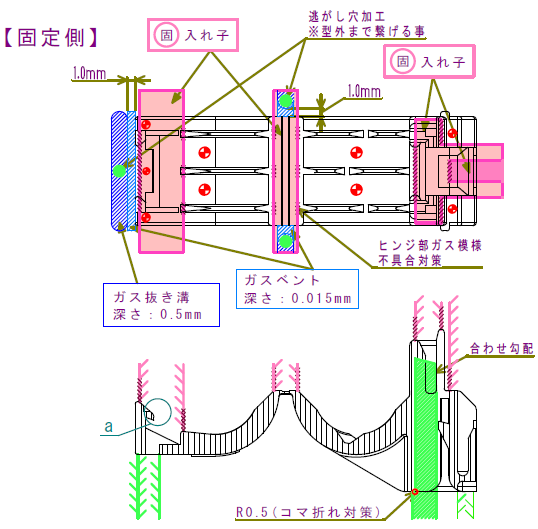 【固定側】
固 入れ子
逃がし穴加工
※型外まで繋げる事
固 入れ子
1.0mm
1.0mm
ヒンジ部ガス模様
不具合対策
ガス抜き溝
深さ：0.5mm
ガスベント
深さ：0.015mm
合わせ勾配
a
R0.5(コマ折れ対策)